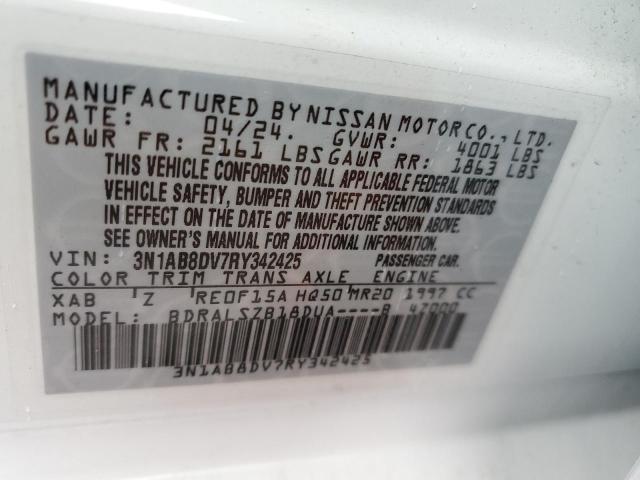 MANUFACTURED BY NISSAN MOTOR CO., LTD.
DATE: 04/24. GVWR: 4001 LBS
GAWR FR: 2161 LBS GAWR RR: 1863 LBS
THIS VEHICLE CONFORMS TO ALL APPLICABLE FEDERAL MOTOR
VEHICLE SAFETY, BUMPER AND THEFT PREVENTION STANDARDS
IN EFFECT ON THE DATE OF MANUFACTURE SHOWN ABOVE.
SEE OWNER'S MANUAL FOR ADDITIONAL INFORMATION.
VIN: 3N1AB8DV7RY342425 PASSENGER CAR.
COLOR TRIM TRANS AXLE ENGINE
XAB Z RE0F15A HQ50 MR20 1997 CC
MODEL BDRALSZB18DUA----B 4Z000
3N1AB8DV7RY342425